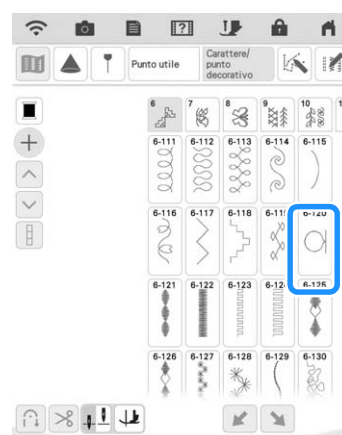 Punto utile
Carattere/
punto
decorativo
6 7 8 9 10
6-111 6-112 6-113 6-114 6-115
6-116 6-117 6-118 6-120
6-121 6-122 6-123 6-125
6-126 6-127 6-128 6-129 6-130